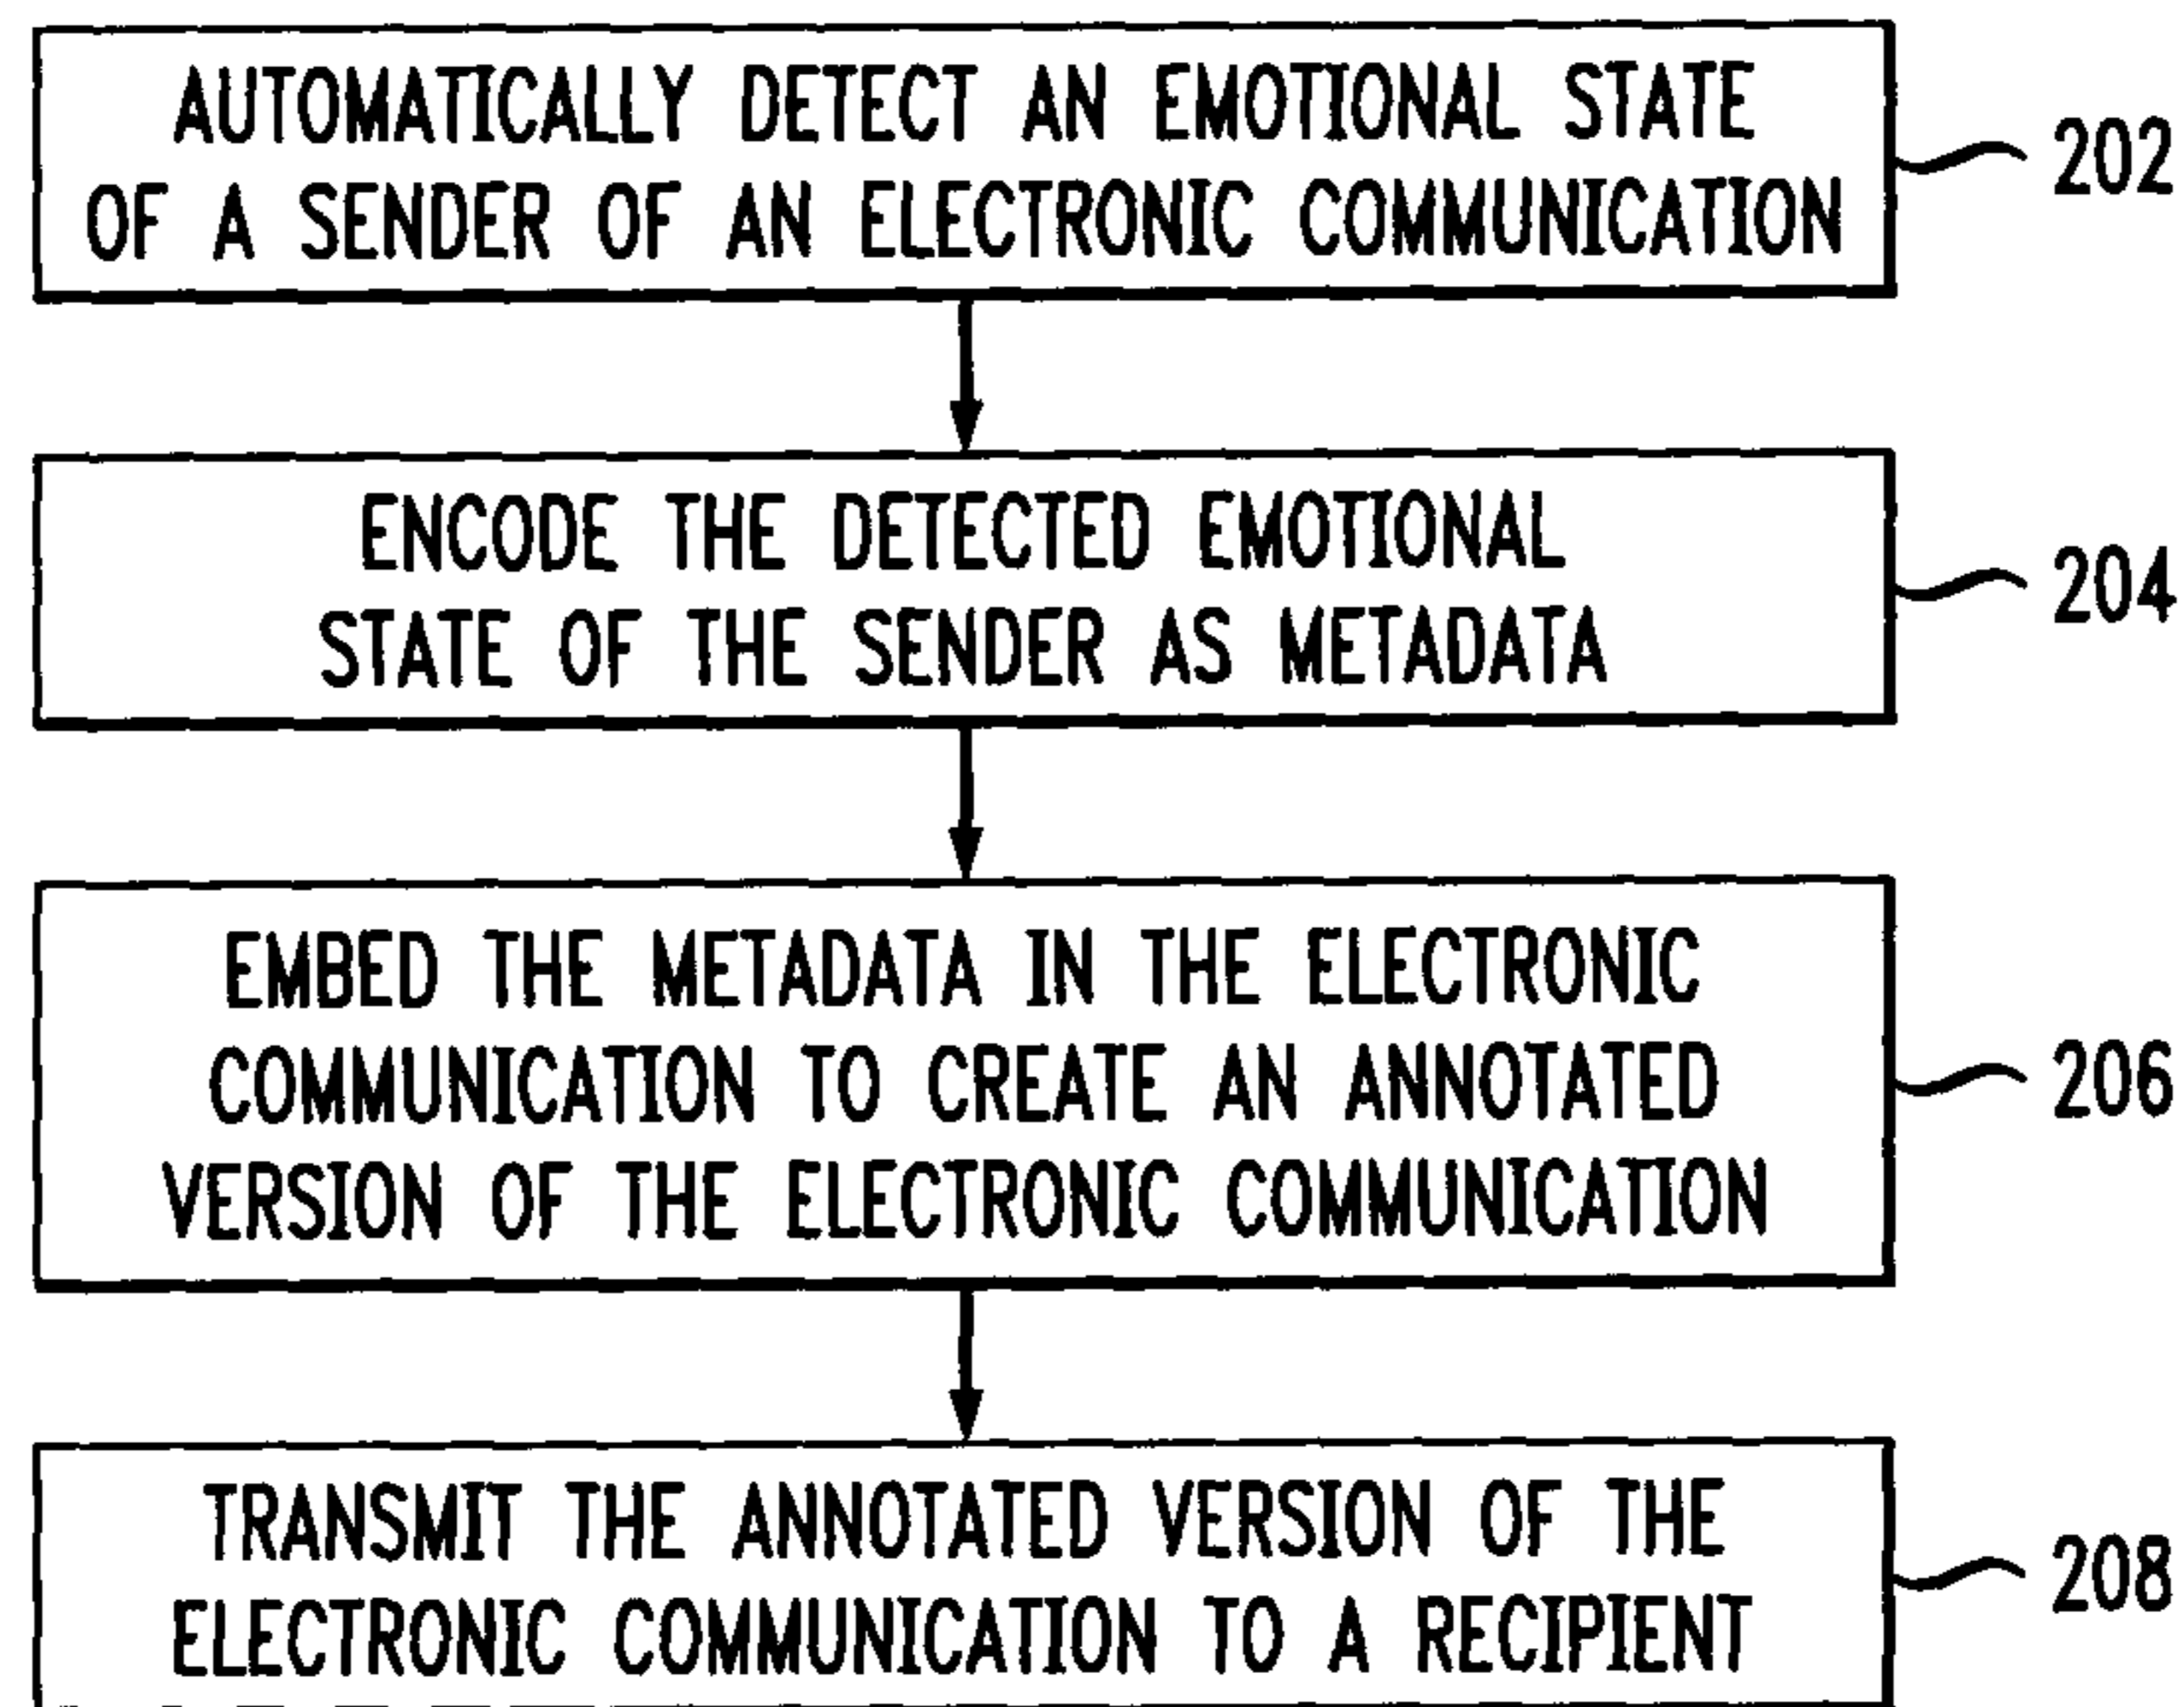 AUTOMATICALLY DETECT AN EMOTIONAL STATE
OF A SENDER OF AN ELECTRONIC COMMUNICATION
202
ENCODE THE DETECTED EMOTIONAL
STATE OF THE SENDER AS METADATA
204
EMBED THE METADATA IN THE ELECTRONIC
COMMUNICATION TO CREATE AN ANNOTATED
VERSION OF THE ELECTRONIC COMMUNICATION
206
TRANSMIT THE ANNOTATED VERSION OF THE
ELECTRONIC COMMUNICATION TO A RECIPIENT
208